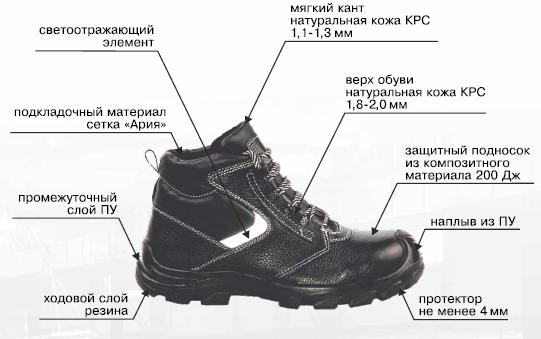 мягкий кант
натуральная кожа КРС
1,1-1,3 мм
светоотражающий
элемент
верх обуви
натуральная кожа КРС
1,8-2,0 мм
подкладочный материал
сетка «Ария»
защитный подносок
из композитного
материала 200 Дж
промежуточный
слой ПУ
наплыв из ПУ
ходовой слой
резина
протектор
не менее 4 мм